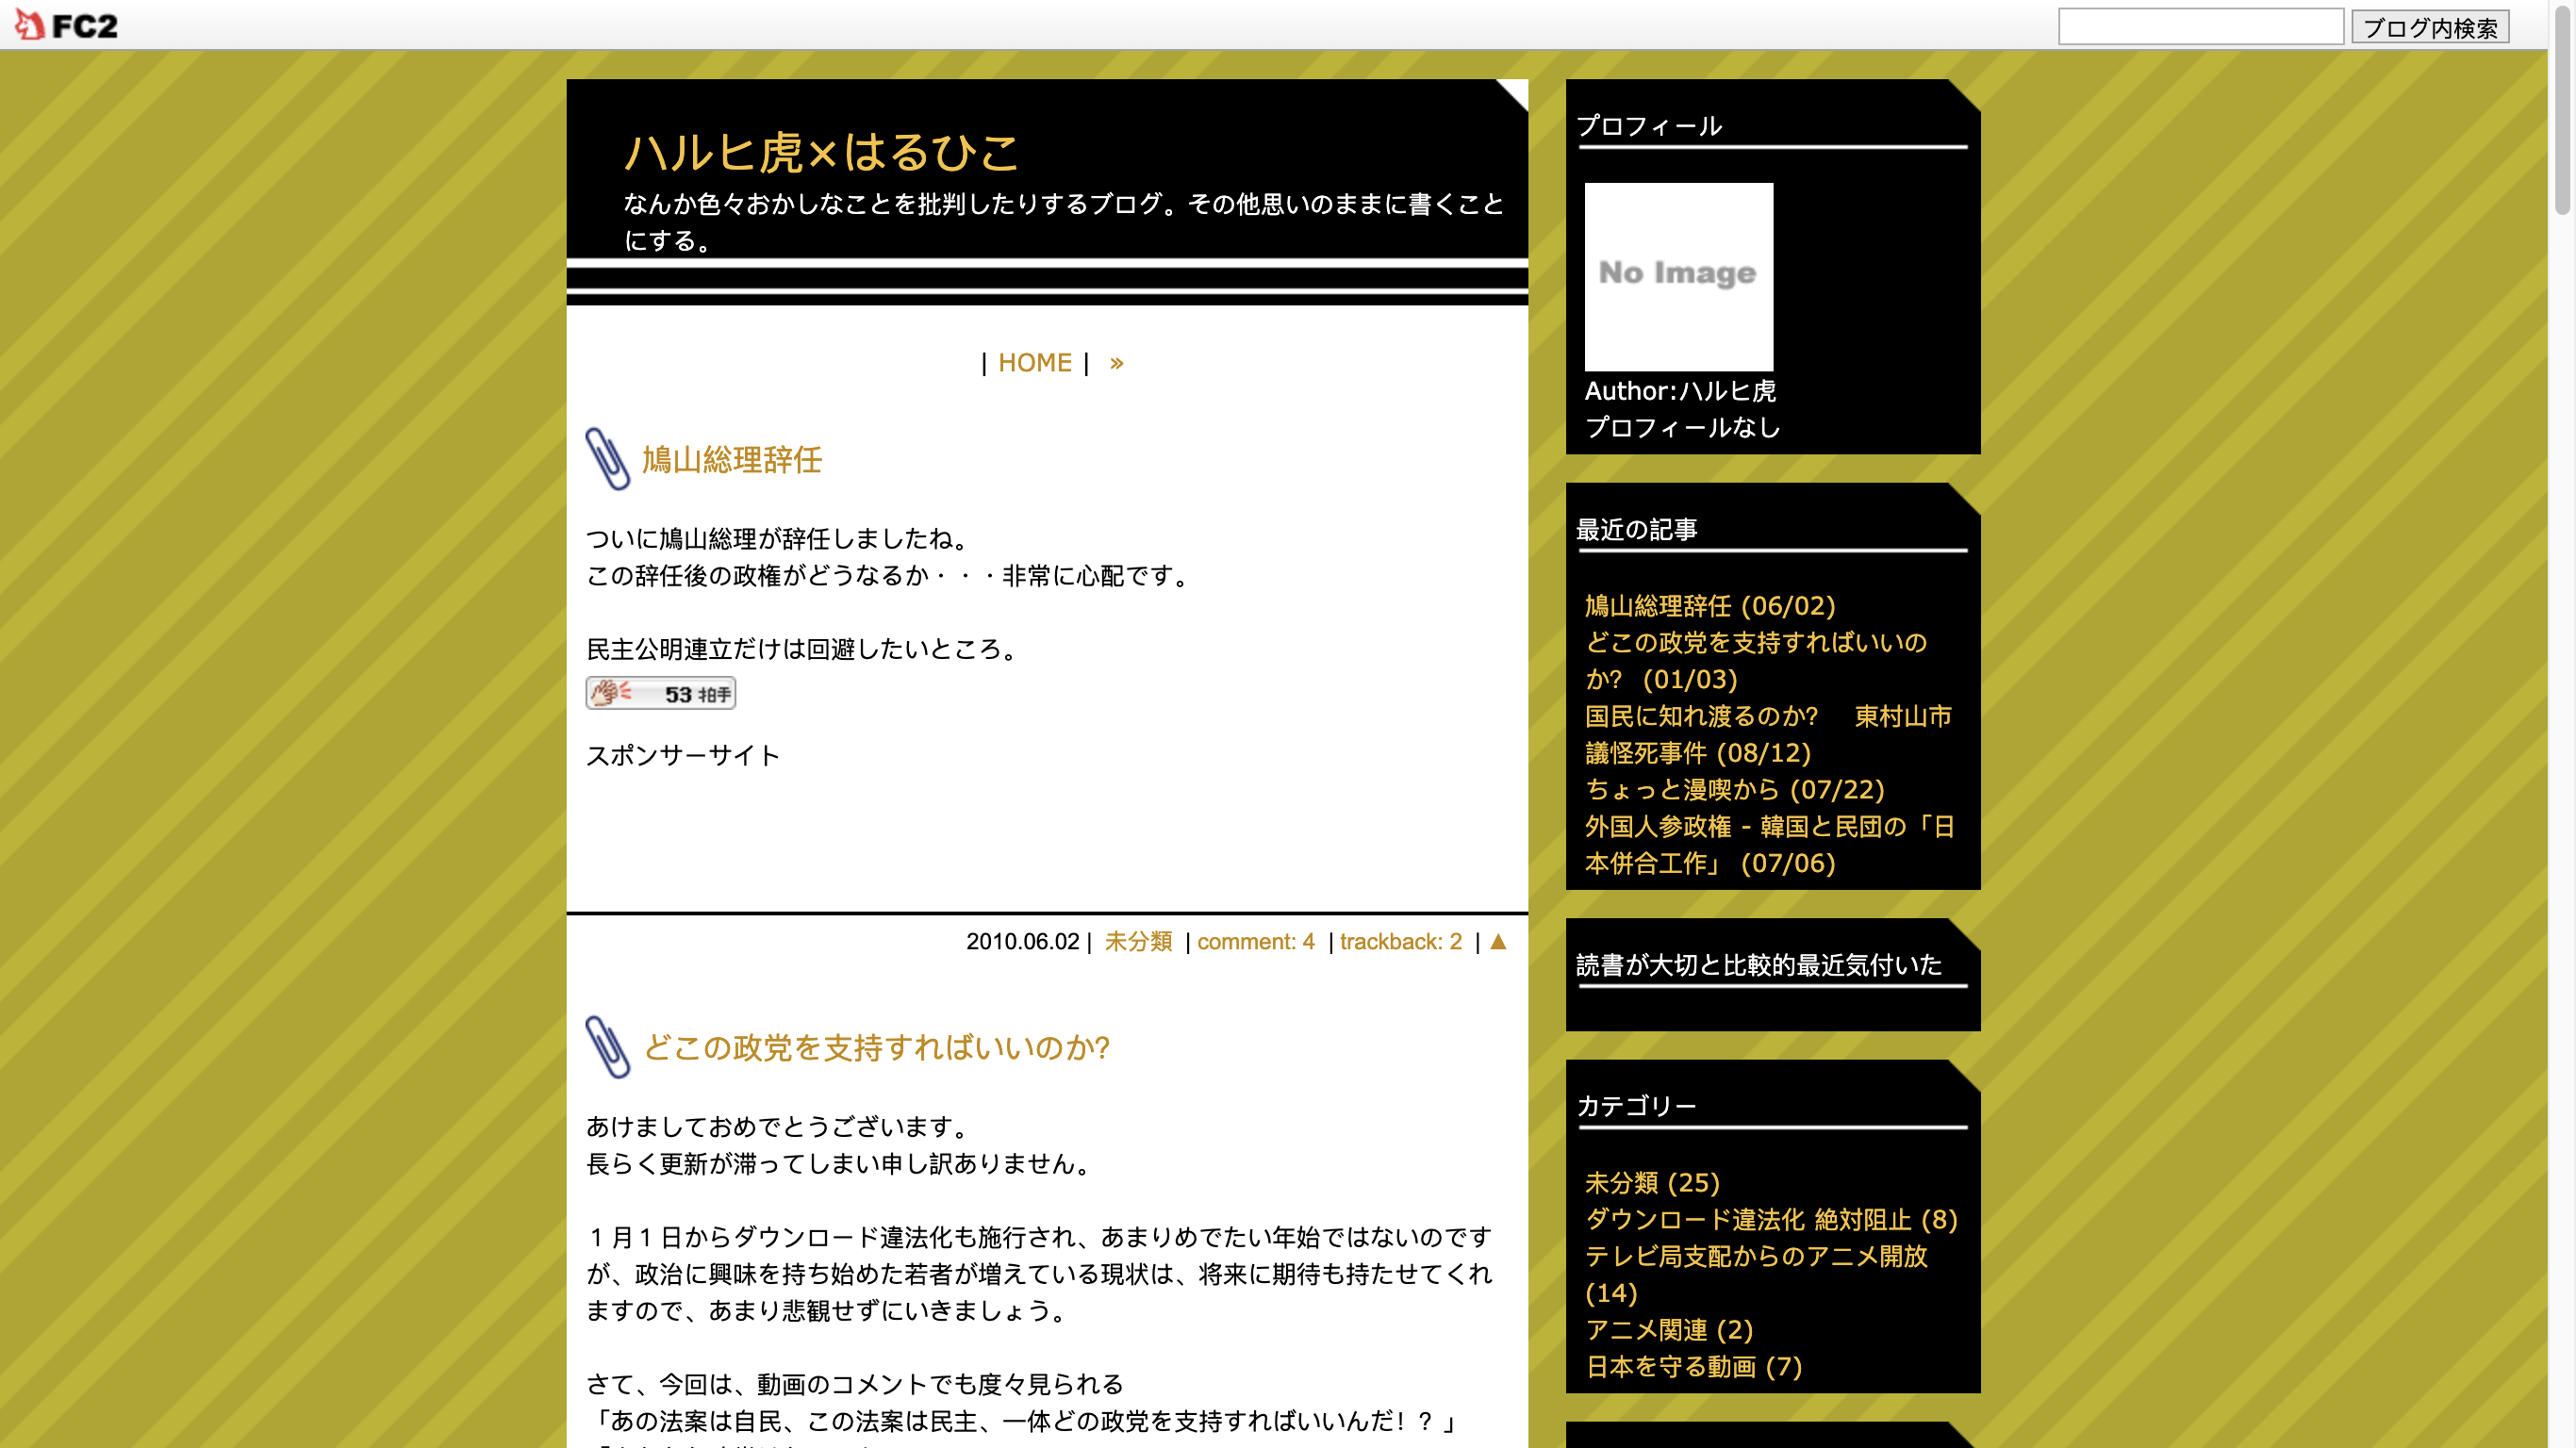 FC2
ブログ内検索
ハルヒ虎×はるひこ
なんか色々おかしなことを批判したりするブログ。その他思いのままに書くこと
にする。
| HOME | »
鳩山総理辞任
ついに鳩山総理が辞任しましたね。
この辞任後の政権がどうなるか・・・非常に心配です。
民主公明連立だけは回避したいところ。
53 拍手
スポンサーサイト
2010.06.02 | 未分類 | comment: 4 | trackback: 2 | ▲
どこの政党を支持すればいいのか?
あけましておめでとうございます。
長らく更新が滞ってしまい申し訳ありません。
１月１日からダウンロード違法化も施行され、あまりめでたい年始ではないのです
が、政治に興味を持ち始めた若者が増えている現状は、将来に期待も持たせてくれ
ますので、あまり悲観せずにいきましょう。
さて、今回は、動画のコメントでも度々見られる
「あの法案は自民、この法案は民主、一体どの政党を支持すればいいんだ！？」
プロフィール
No Image
Author:ハルヒ虎
プロフィールなし
最近の記事
鳩山総理辞任 (06/02)
どこの政党を支持すればいいの
か? (01/03)
国民に知れ渡るのか?　東村山市
議怪死事件 (08/12)
ちょっと漫喫から (07/22)
外国人参政権 - 韓国と民団の「日
本併合工作」 (07/06)
読書が大切と比較的最近気付いた
カテゴリー
未分類 (25)
ダウンロード違法化 絶対阻止 (8)
テレビ局支配からのアニメ開放
(14)
アニメ関連 (2)
日本を守る動画 (7)